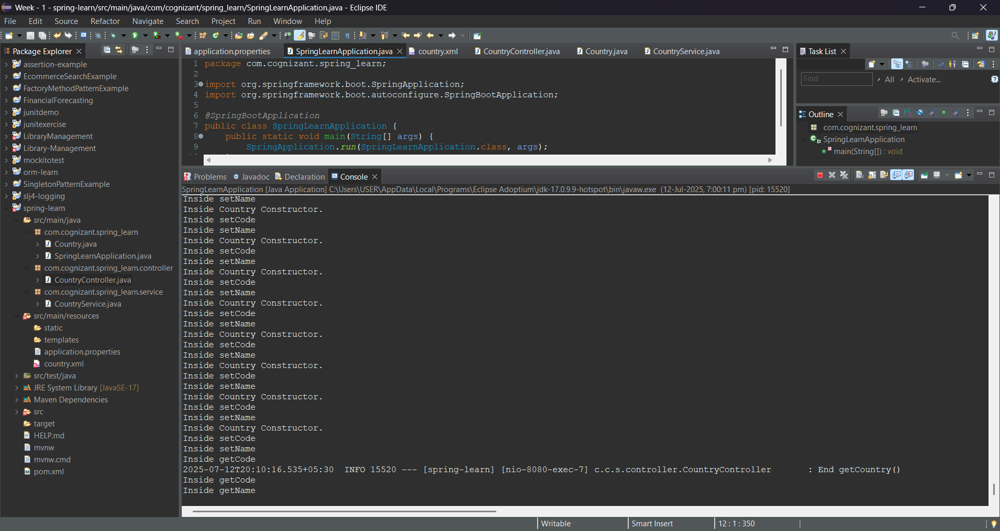 Week - 1 - spring-learn/src/main/java/com/cognizant/spring_learn/SpringLearnApplication.java - Eclipse IDE
File Edit Source Refactor Navigate Search Project Run Window Help
Package Explorer
assertion-example
EcommerceSearchExample
FactoryMethodPatternExample
FinancialForecasting
junitdemo
junitexercise
LibraryManagement
Library-Management
mockitotest
orm-learn
SingletonPatternExample
slj4-logging
spring-learn
src/main/java
com.cognizant.spring_learn
Country.java
SpringLearnApplication.java
com.cognizant.spring_learn.controller
CountryController.java
com.cognizant.spring_learn.service
CountryService.java
src/main/resources
static
templates
application.properties
country.xml
src/test/java
JRE System Library [JavaSE-17]
Maven Dependencies
src
target
HELP.md
mvnw
mvnw.cmd
pom.xml
application.properties SpringLearnApplication.java country.xml CountryController.java Country.java CountryService.java
1 package com.cognizant.spring_learn;
2
3 import org.springframework.boot.SpringApplication;
4 import org.springframework.boot.autoconfigure.SpringBootApplication;
5
6 @SpringBootApplication
7 public class SpringLearnApplication {
8 public static void main(String[] args) {
9 SpringApplication.run(SpringLearnApplication.class, args);
Problems Javadoc Declaration Console
SpringLearnApplication [Java Application] C:\Users\USER\AppData\Local\Programs\Eclipse Adoptium\jdk-17.0.9.9-hotspot\bin\javaw.exe (12-Jul-2025, 7:00:11 pm) [pid: 15520]
Inside setName
Inside Country Constructor.
Inside setCode
Inside setName
Inside Country Constructor.
Inside setCode
Inside setName
Inside Country Constructor.
Inside setCode
Inside setName
Inside Country Constructor.
Inside setCode
Inside setName
Inside Country Constructor.
Inside setCode
Inside setName
Inside Country Constructor.
Inside setCode
Inside setName
Inside Country Constructor.
Inside setCode
Inside setName
Inside Country Constructor.
Inside setCode
Inside setName
Inside getCode
2025-07-12T20:10:16.535+05:30 INFO 15520 --- [spring-learn] [nio-8080-exec-7] c.c.s.controller.CountryController : End getCountry()
Inside getCode
Inside getName
Task List
Find All Activate...
Outline
com.cognizant.spring_learn
SpringLearnApplication
main(String[]) : void
Writable Smart Insert 12 : 1 : 350